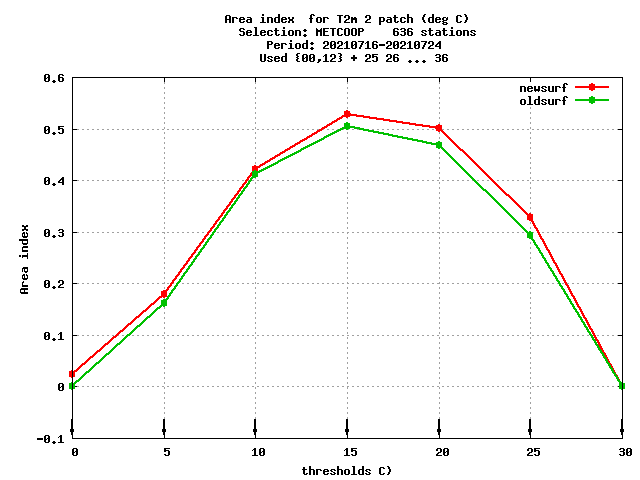 Area index  for T2m 2 patch (deg C)
Selection: METCOOP    636 stations
Period: 20210716-20210724
Used {00,12} + 25 26 ... 36
newsurf
oldsurf
0.6
0.5
0.4
0.3
0.2
0.1
0
-0.1
Area index
0 5 10 15 20 25 30
thresholds C)